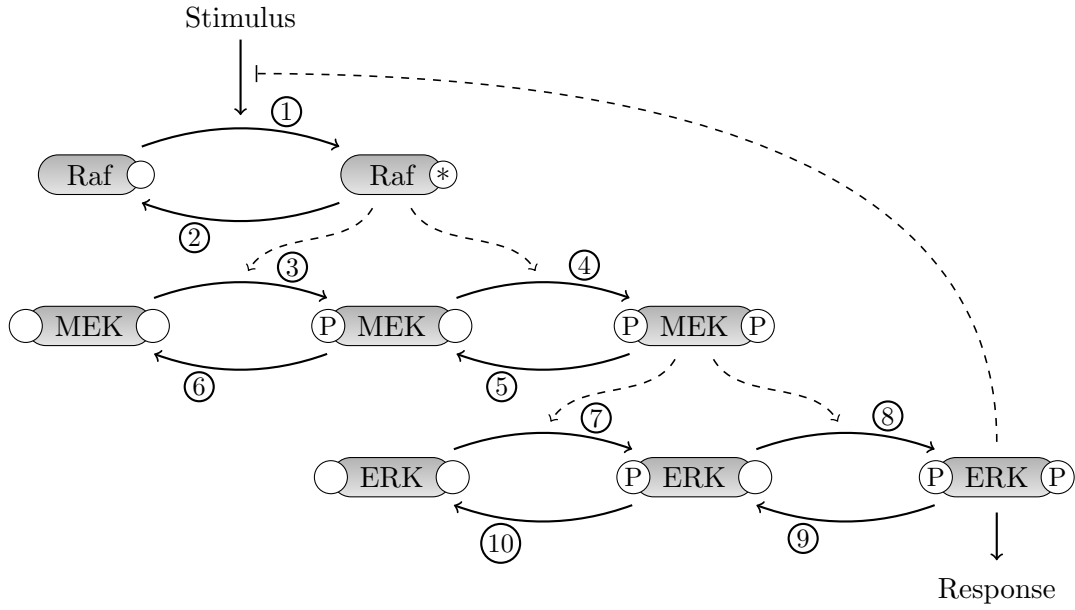 Stimulus
1
Raf
Raf *
2
3
4
MEK
P MEK
P MEK P
6
5
7
8
ERK
P ERK
P ERK P
10
9
Response